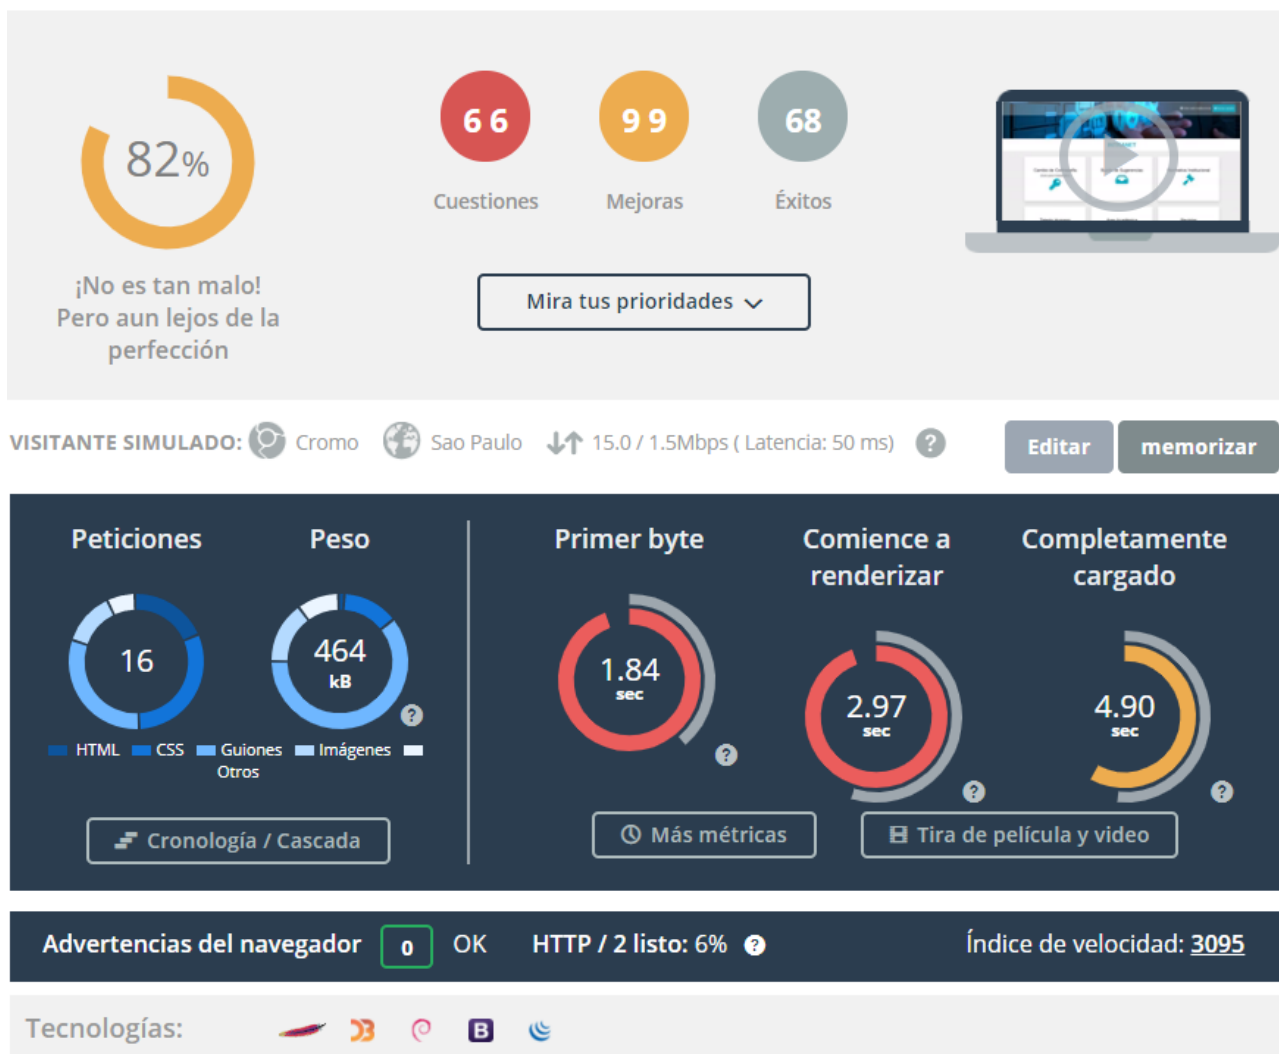 82%
¡No es tan malo!
Pero aun lejos de la
perfección
6 6
Cuestiones
9 9
Mejoras
68
Éxitos
Mira tus prioridades
VISITANTE SIMULADO: Cromo Sao Paulo 15.0 / 1.5Mbps ( Latencia: 50 ms) ?
Editar
memorizar
Peticiones
16
Peso
464
kB
?
HTML CSS Guiones Imágenes
Otros
Cronología / Cascada
Primer byte
1.84
sec
?
Comience a
renderizar
2.97
sec
?
Completamente
cargado
4.90
sec
?
Más métricas
Tira de película y video
Advertencias del navegador 0 OK HTTP / 2 listo: 6% ? Índice de velocidad: 3095
Tecnologías: B